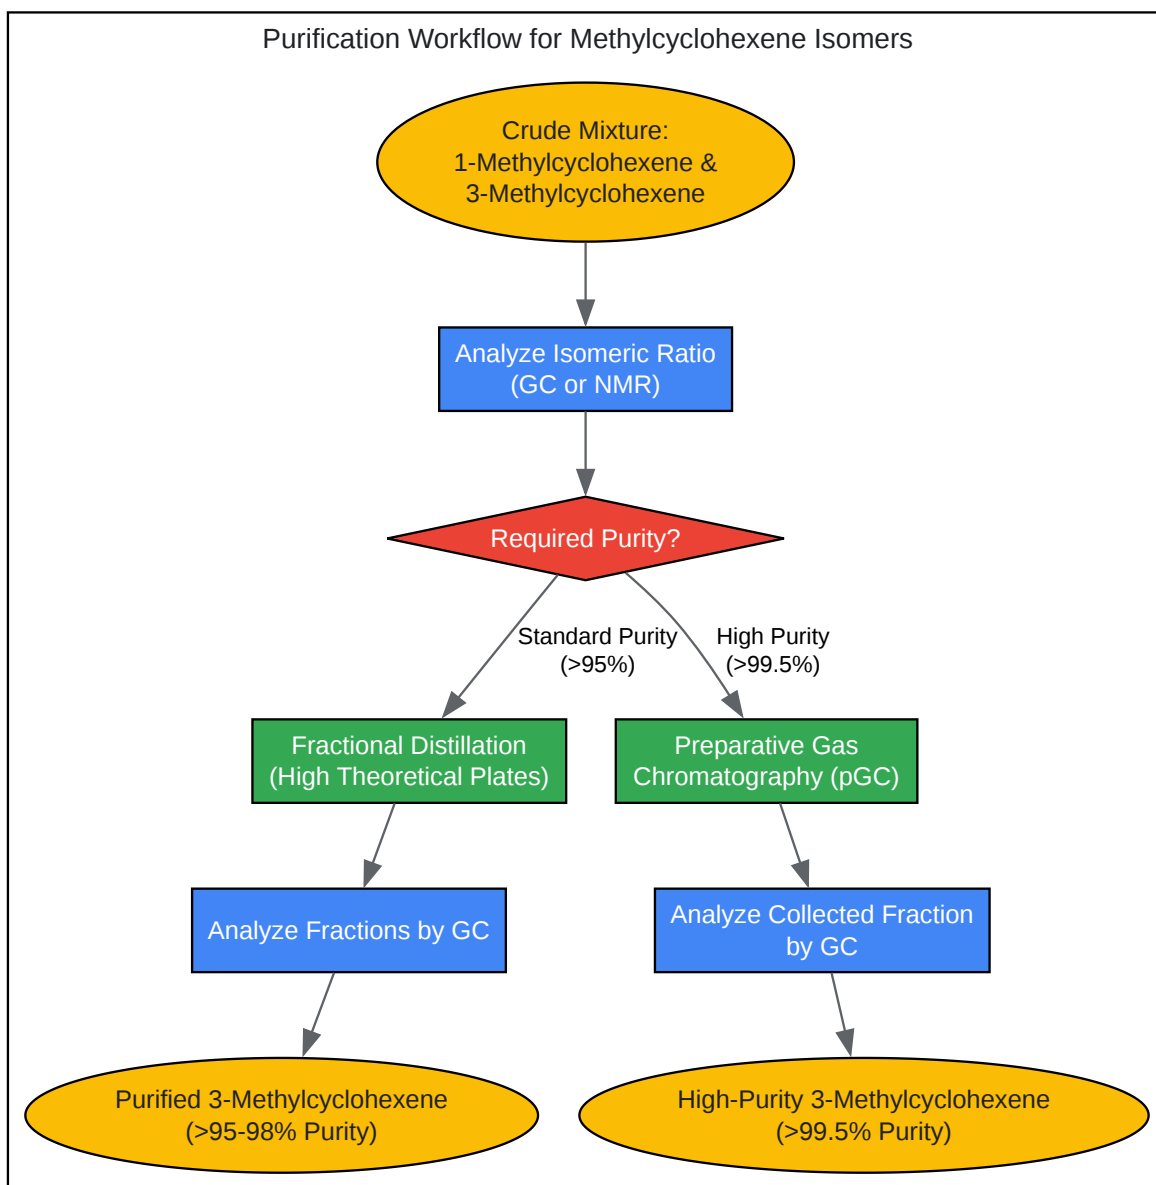 Purification Workflow for Methylcyclohexene Isomers
Crude Mixture:
1-Methylcyclohexene &
3-Methylcyclohexene
Analyze Isomeric Ratio
(GC or NMR)
Required Purity?
Standard Purity
(>95%)
High Purity
(>99.5%)
Fractional Distillation
(High Theoretical Plates)
Preparative Gas
Chromatography (pGC)
Analyze Fractions by GC
Analyze Collected Fraction
by GC
Purified 3-Methylcyclohexene
(>95-98% Purity)
High-Purity 3-Methylcyclohexene
(>99.5% Purity)